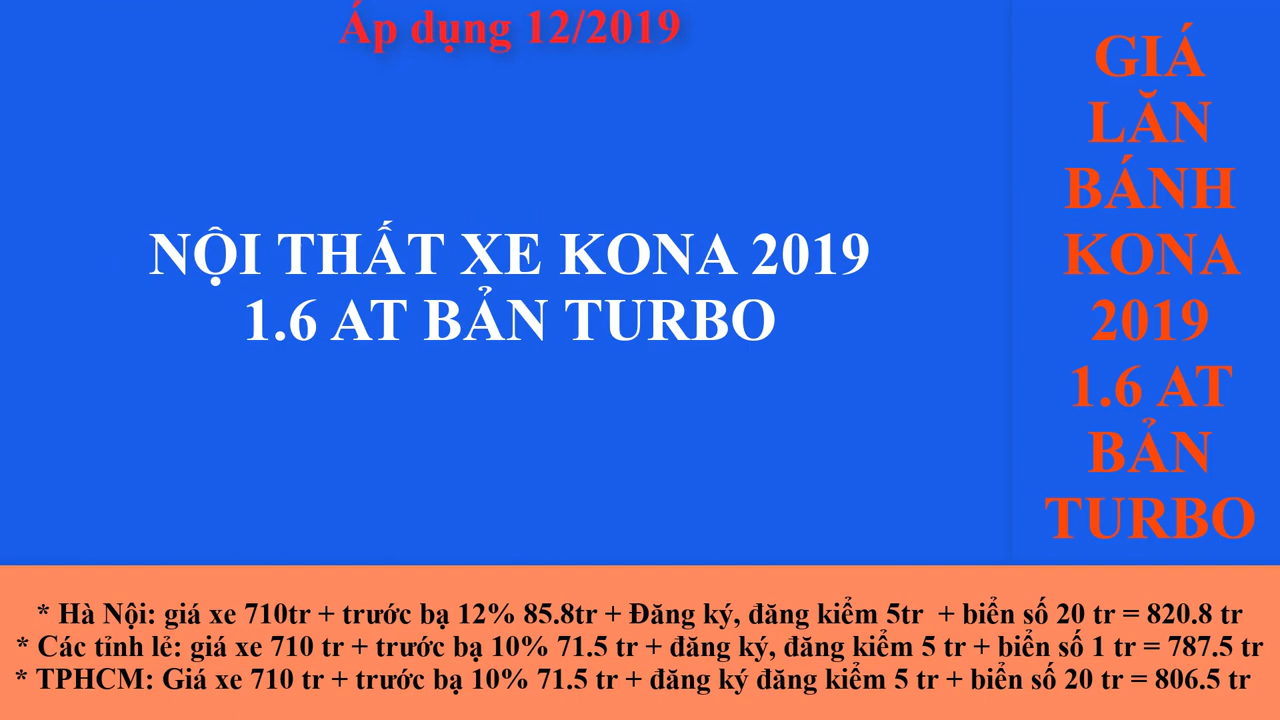 Áp dụng 12/2019
NỘI THẤT XE KONA 2019
1.6 AT BẢN TURBO
GIÁ
LĂN
BÁNH
KONA
2019
1.6 AT
BẢN
TURBO
* Hà Nội: giá xe 710tr + trước bạ 12% 85.8tr + Đăng ký, đăng kiểm 5tr  + biển số 20 tr = 820.8 tr
* Các tỉnh lẻ: giá xe 710 tr + trước bạ 10% 71.5 tr + đăng ký, đăng kiểm 5 tr + biển số 1 tr = 787.5 tr
* TPHCM: Giá xe 710 tr + trước bạ 10% 71.5 tr + đăng ký đăng kiểm 5 tr + biển số 20 tr = 806.5 tr